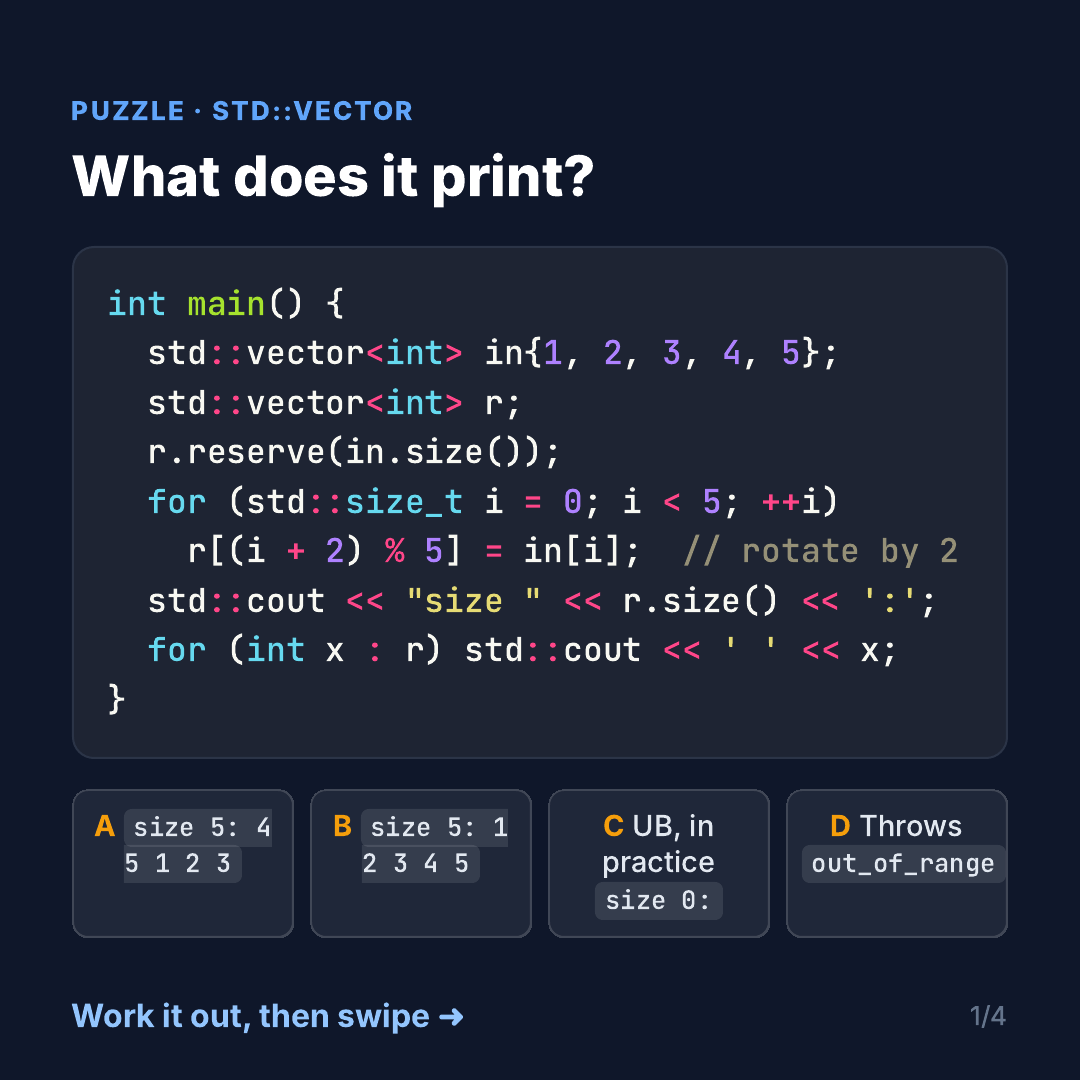 PUZZLE · STD::VECTOR
What does it print?
int main() {
  std::vector<int> in{1, 2, 3, 4, 5};
  std::vector<int> r;
  r.reserve(in.size());
  for (std::size_t i = 0; i < 5; ++i)
    r[(i + 2) % 5] = in[i];  // rotate by 2
  std::cout << "size " << r.size() << ':';
  for (int x : r) std::cout << ' ' << x;
}
A size 5: 4
5 1 2 3
B size 5: 1
2 3 4 5
C UB, in
practice
size 0:
D Throws
out_of_range
Work it out, then swipe ➜
1/4